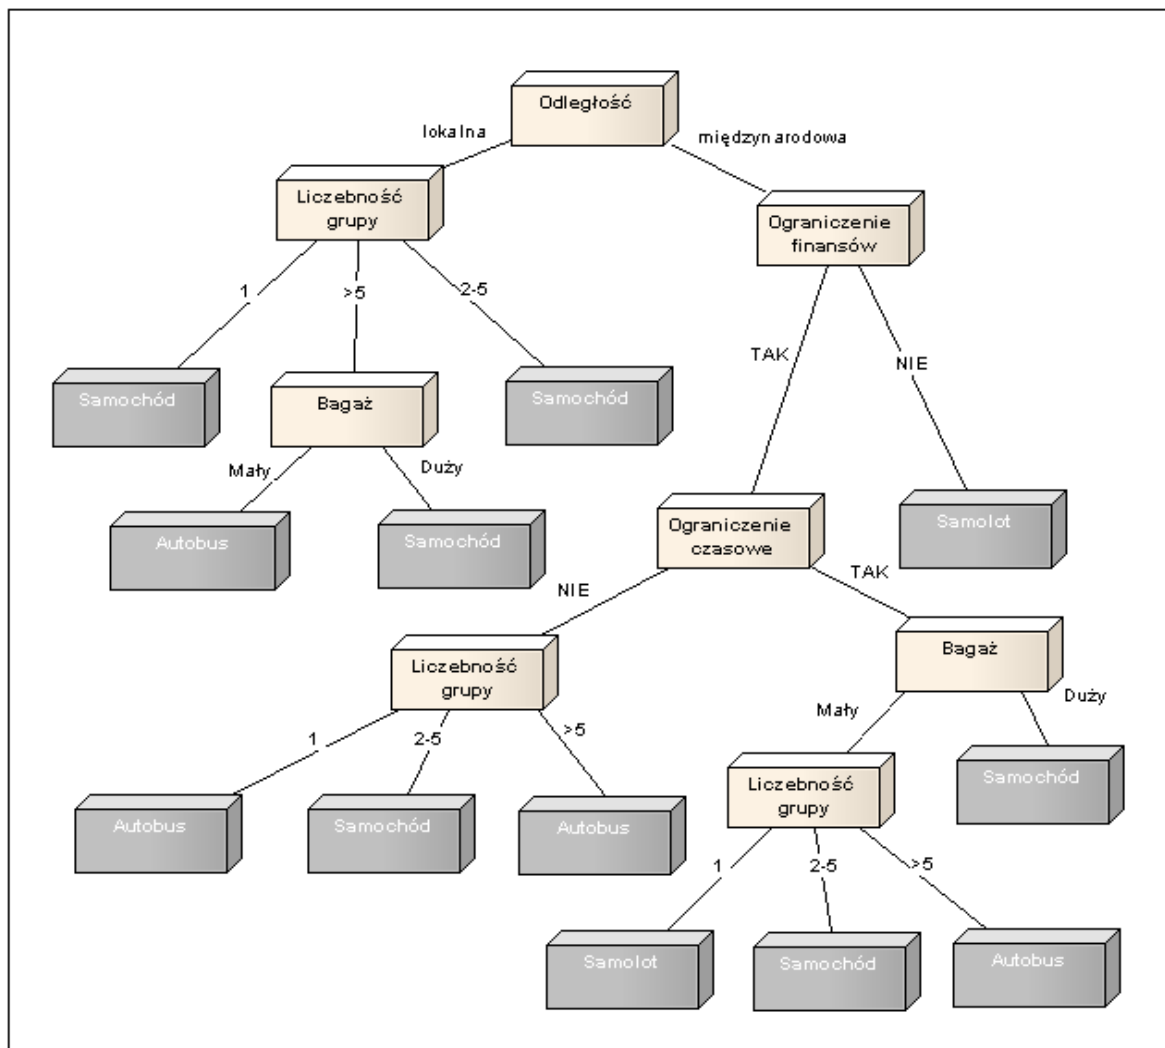 Odległość
lokalna
międzynarodowa
Liczebność
grupy
Ograniczenie
finansów
1
>5
2-5
TAK
NIE
Samochód
Bagaż
Samochód
Mały
Duży
Autobus
Samochód
Ograniczenie
czasowe
Samolot
NIE
TAK
Liczebność
grupy
Bagaż
1
2-5
>5
Mały
Duży
Autobus
Samochód
Autobus
Liczebność
grupy
Samochód
1
2-5
>5
Samolot
Samochód
Autobus